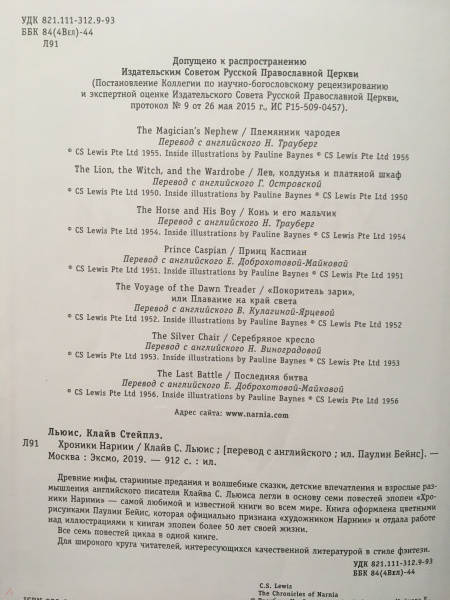 УДК 821.111-312.9-93
ББК 84(4Вел)-44
Л91
Допущено к распространению
Издательским Советом Русской Православной Церкви
(Постановление Коллегии по научно-богословскому рецензированию
и экспертной оценке Издательского Совета Русской Православной Церкви,
протокол № 9 от 26 мая 2015 г., ИС Р15-509-0457).
The Magician's Nephew / Племянник чародея
Перевод с английского Н. Трауберг
© CS Lewis Pte Ltd 1955. Inside illustrations by Pauline Baynes © CS Lewis Pte Ltd 1955
The Lion, the Witch, and the Wardrobe / Лев, колдунья и платяной шкаф
Перевод с английского Г. Островской
© CS Lewis Pte Ltd 1950. Inside illustrations by Pauline Baynes © CS Lewis Pte Ltd 1950
The Horse and His Boy / Конь и его мальчик
Перевод с английского Н. Трауберг
© CS Lewis Pte Ltd 1954. Inside illustrations by Pauline Baynes © CS Lewis Pte Ltd 1954
Prince Caspian / Принц Каспиан
Перевод с английского Е. Доброхотовой-Майковой
© CS Lewis Pte Ltd 1951. Inside illustrations by Pauline Baynes © CS Lewis Pte Ltd 1951
The Voyage of the Dawn Treader / «Покоритель зари»,
или Плавание на край света
Перевод с английского В. Кулагиной-Ярцевой
© CS Lewis Pte Ltd 1952. Inside illustrations by Pauline Baynes © CS Lewis Pte Ltd 1952
The Silver Chair / Серебряное кресло
Перевод с английского Н. Виноградовой
© CS Lewis Pte Ltd 1953. Inside illustrations by Pauline Baynes © CS Lewis Pte Ltd 1953
The Last Battle / Последняя битва
Перевод с английского Е. Доброхотовой-Майковой
© CS Lewis Pte Ltd 1956. Inside illustrations by Pauline Baynes © CS Lewis Pte Ltd 1956
Адрес сайта: www.narnia.com
Льюис, Клайв Стейплз.
Л91 Хроники Нарнии / Клайв С. Льюис ; [перевод с английского ; ил. Паулин Бейнс]. —
Москва : Эксмо, 2019. — 912 с. : ил.
Древние мифы, старинные предания и волшебные сказки, детские впечатления и взрослые раз-
мышления английского писателя Клайва С. Льюиса легли в основу семи повестей эпопеи «Хро-
ники Нарнии» — самой любимой и известной книги во всем мире. Книга оформлена цветными
рисунками Паулин Бейнс, которая официально признана «художником Нарнии» и отдала работе
над иллюстрациями к книгам эпопеи более 50 лет своей жизни.
Все семь повестей цикла в одной книге.
Для широкого круга читателей, интересующихся качественной литературой в стиле фэнтези.
УДК 821.111-312.9-93
ББК 84(4Вел)-44
C.S. Lewis
The Chronicles of Narnia